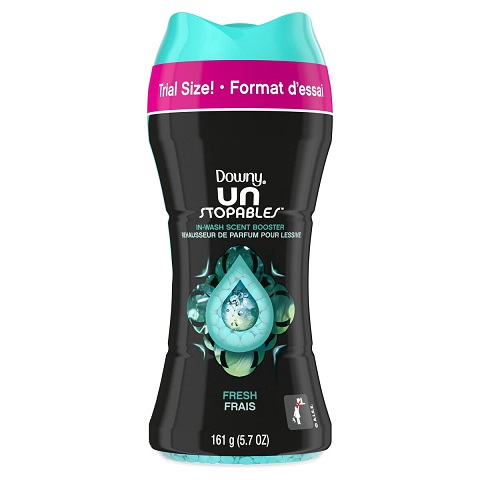 Trial Size! • Format d'essai
Downy®
UN
STOPABLES™
IN-WASH SCENT BOOSTER
REHAUSSEUR DE PARFUM POUR LESSIVE
FRESH
FRAIS
161 g (5.7 OZ)